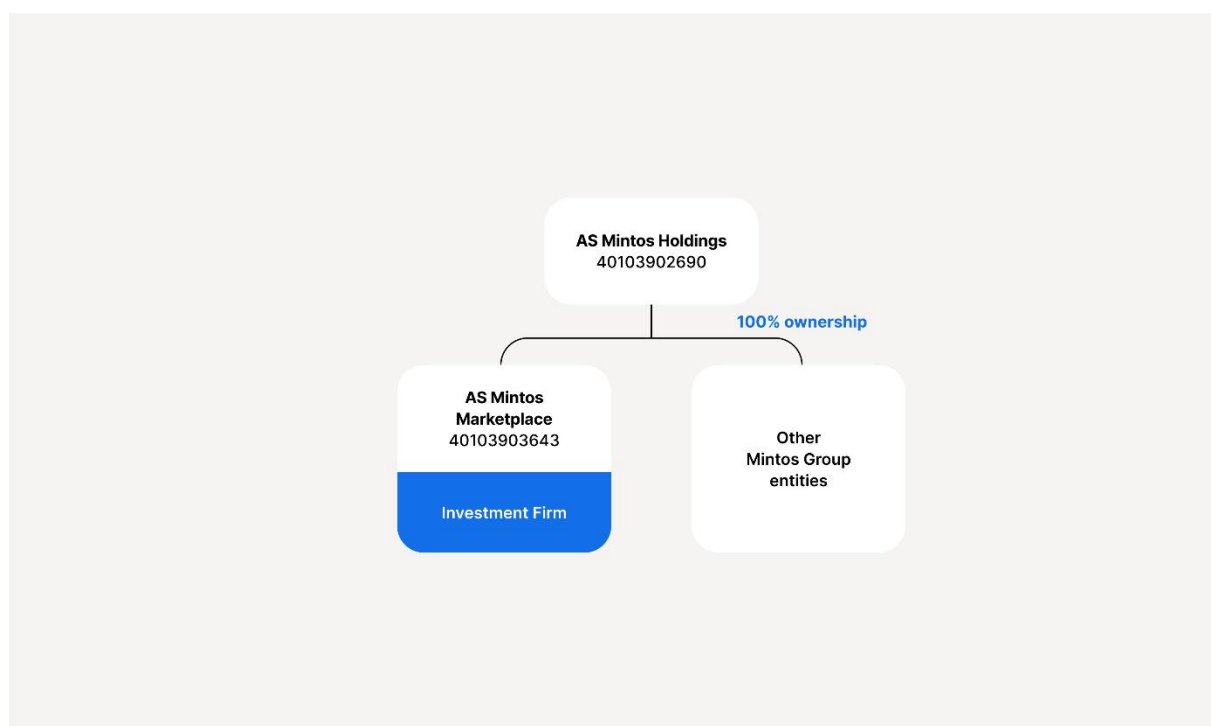 AS Mintos Holdings
40103902690
100% ownership
AS Mintos
Marketplace
40103903643
Investment Firm
Other
Mintos Group
entities